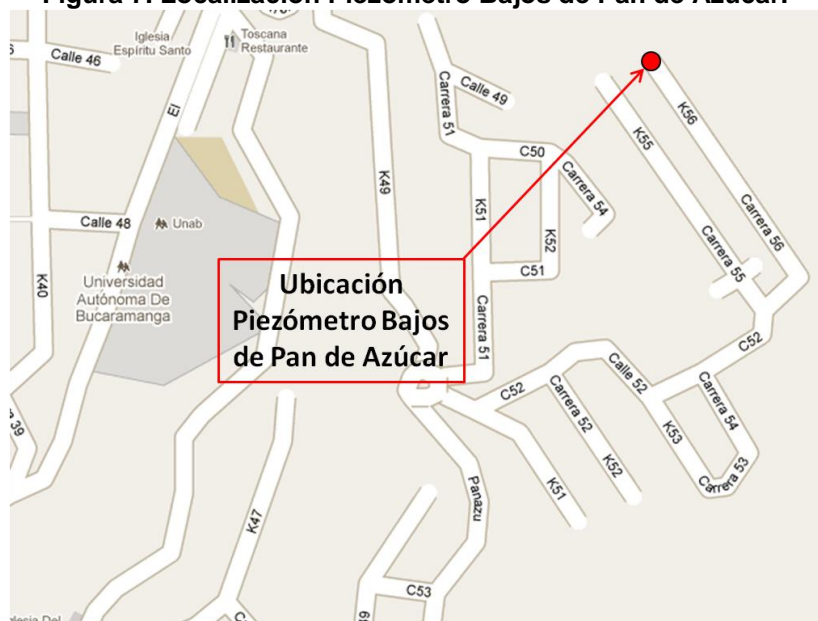 Figura 7. Localización Piezómetro Bajos de Pan de Azúcar.
Iglesia
Espíritu Santo
Toscana
Restaurante
Calle 46
El
Calle 49
Carrera 51
K56
K55
C50
Carrera 54
K49
K51
K52
Calle 48
Unab
Carrera 56
Carrera 55
C51
Universidad
Autónoma De
Bucaramanga
K40
Ubicación
Piezómetro Bajos
de Pan de Azúcar
Carrera 51
C52
Calle 52
C52
Carrera 52
Carrera 54
39
K53
K52
Carrera 53
K51
Panazu
K47
C53